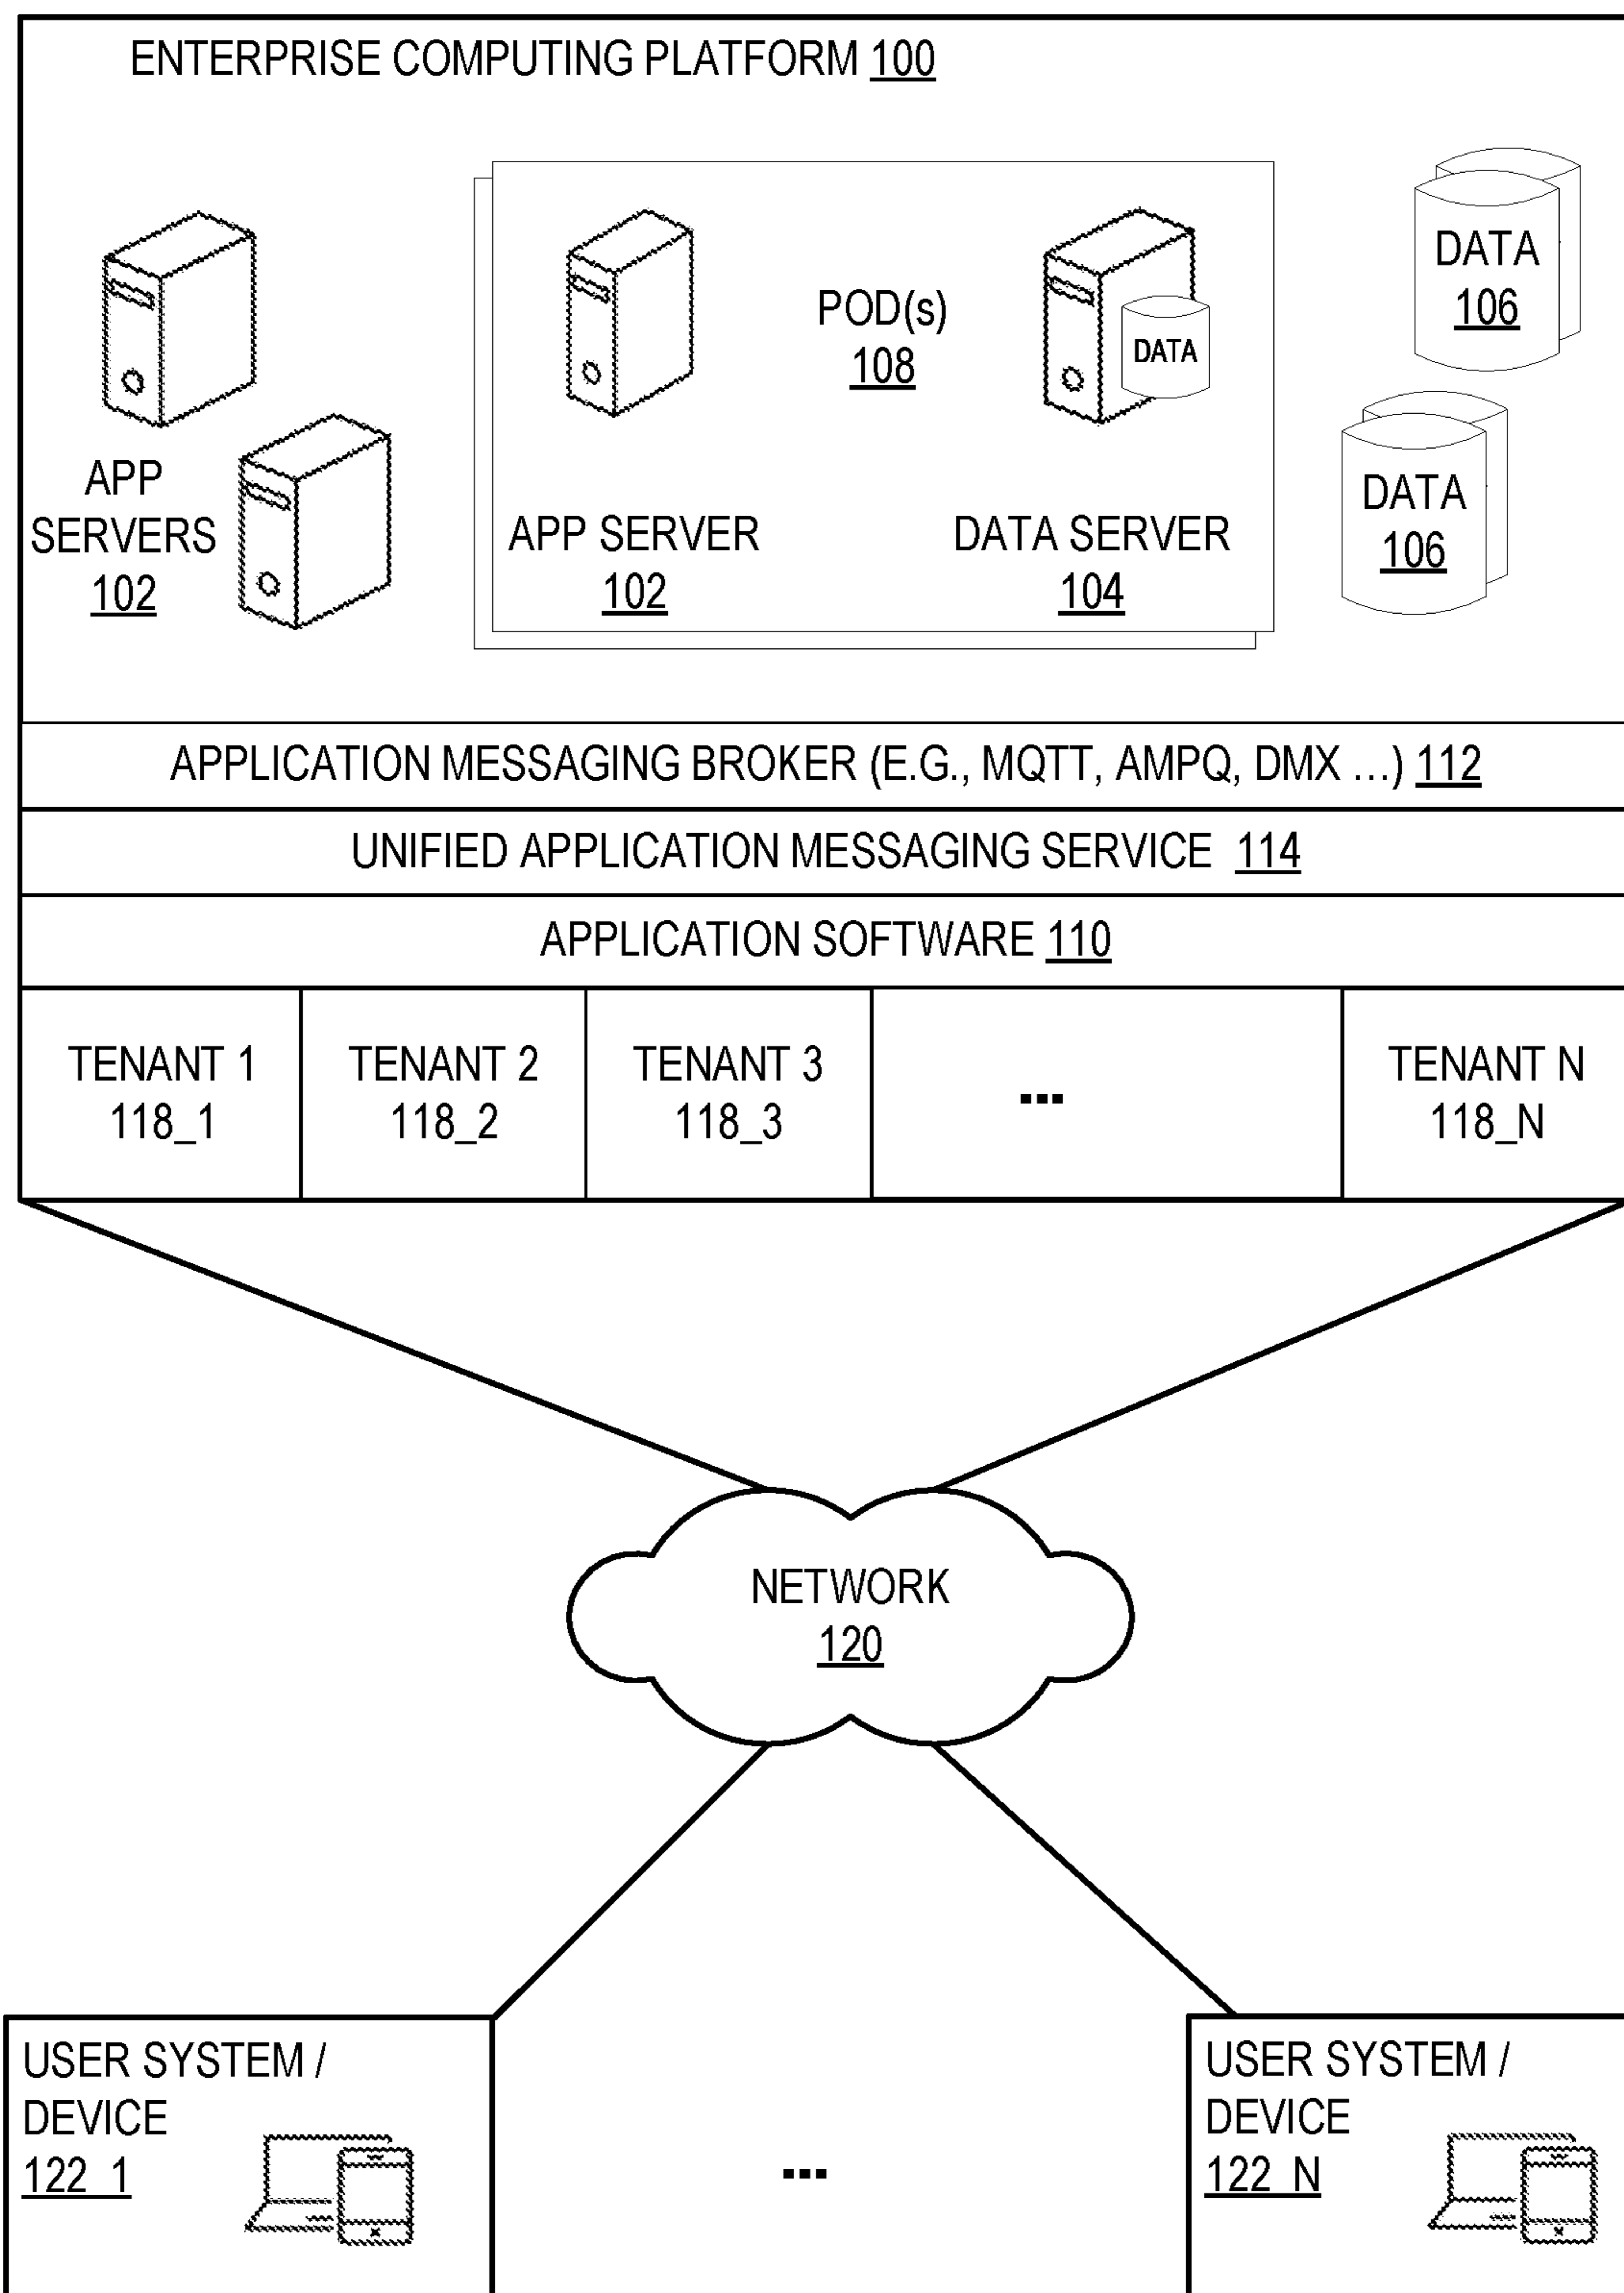 ENTERPRISE COMPUTING PLATFORM 100
APP
SERVERS
102
APP SERVER
102
POD(s)
108
DATA
DATA SERVER
104
DATA
106
DATA
106
APPLICATION MESSAGING BROKER (E.G., MQTT, AMPQ, DMX ...) 112
UNIFIED APPLICATION MESSAGING SERVICE 114
APPLICATION SOFTWARE 110
TENANT 1
118_1
TENANT 2
118_2
TENANT 3
118_3
...
TENANT N
118_N
NETWORK
120
USER SYSTEM /
DEVICE
122_1
...
USER SYSTEM /
DEVICE
122_N